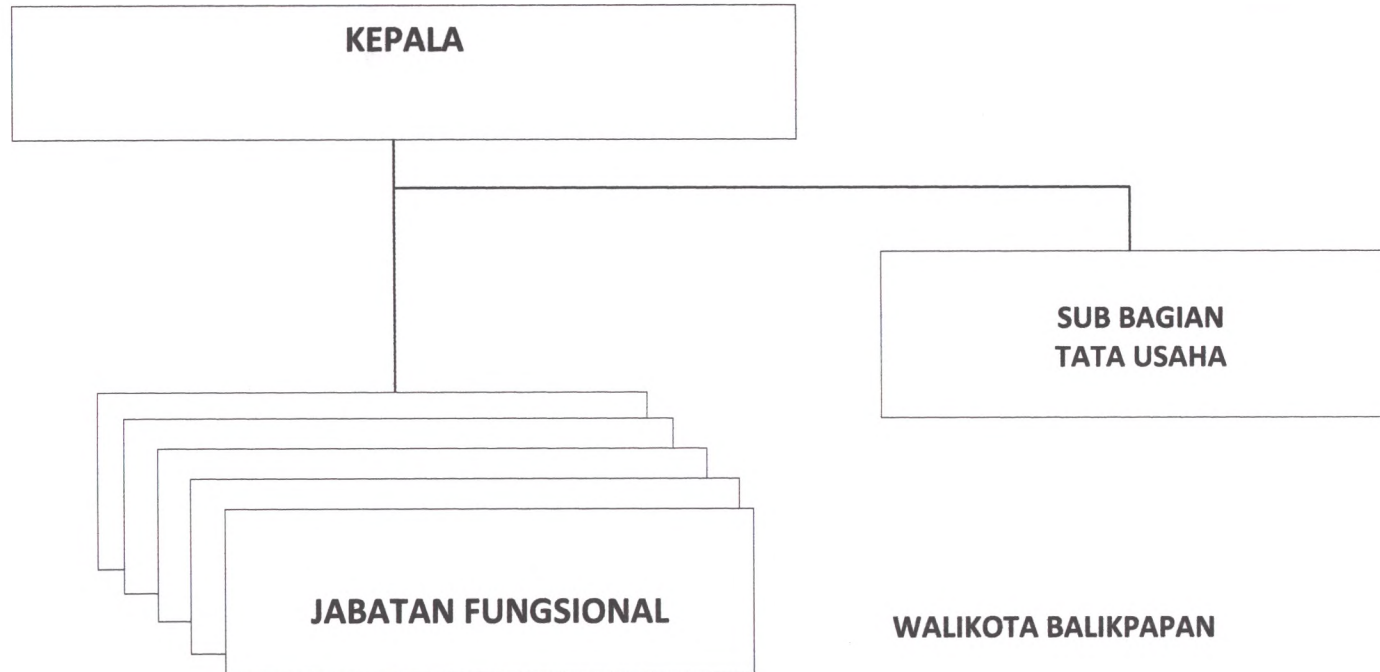 KEPALA
SUB BAGIAN
TATA USAHA
JABATAN FUNGSIONAL
WALIKOTA BALIKPAPAN